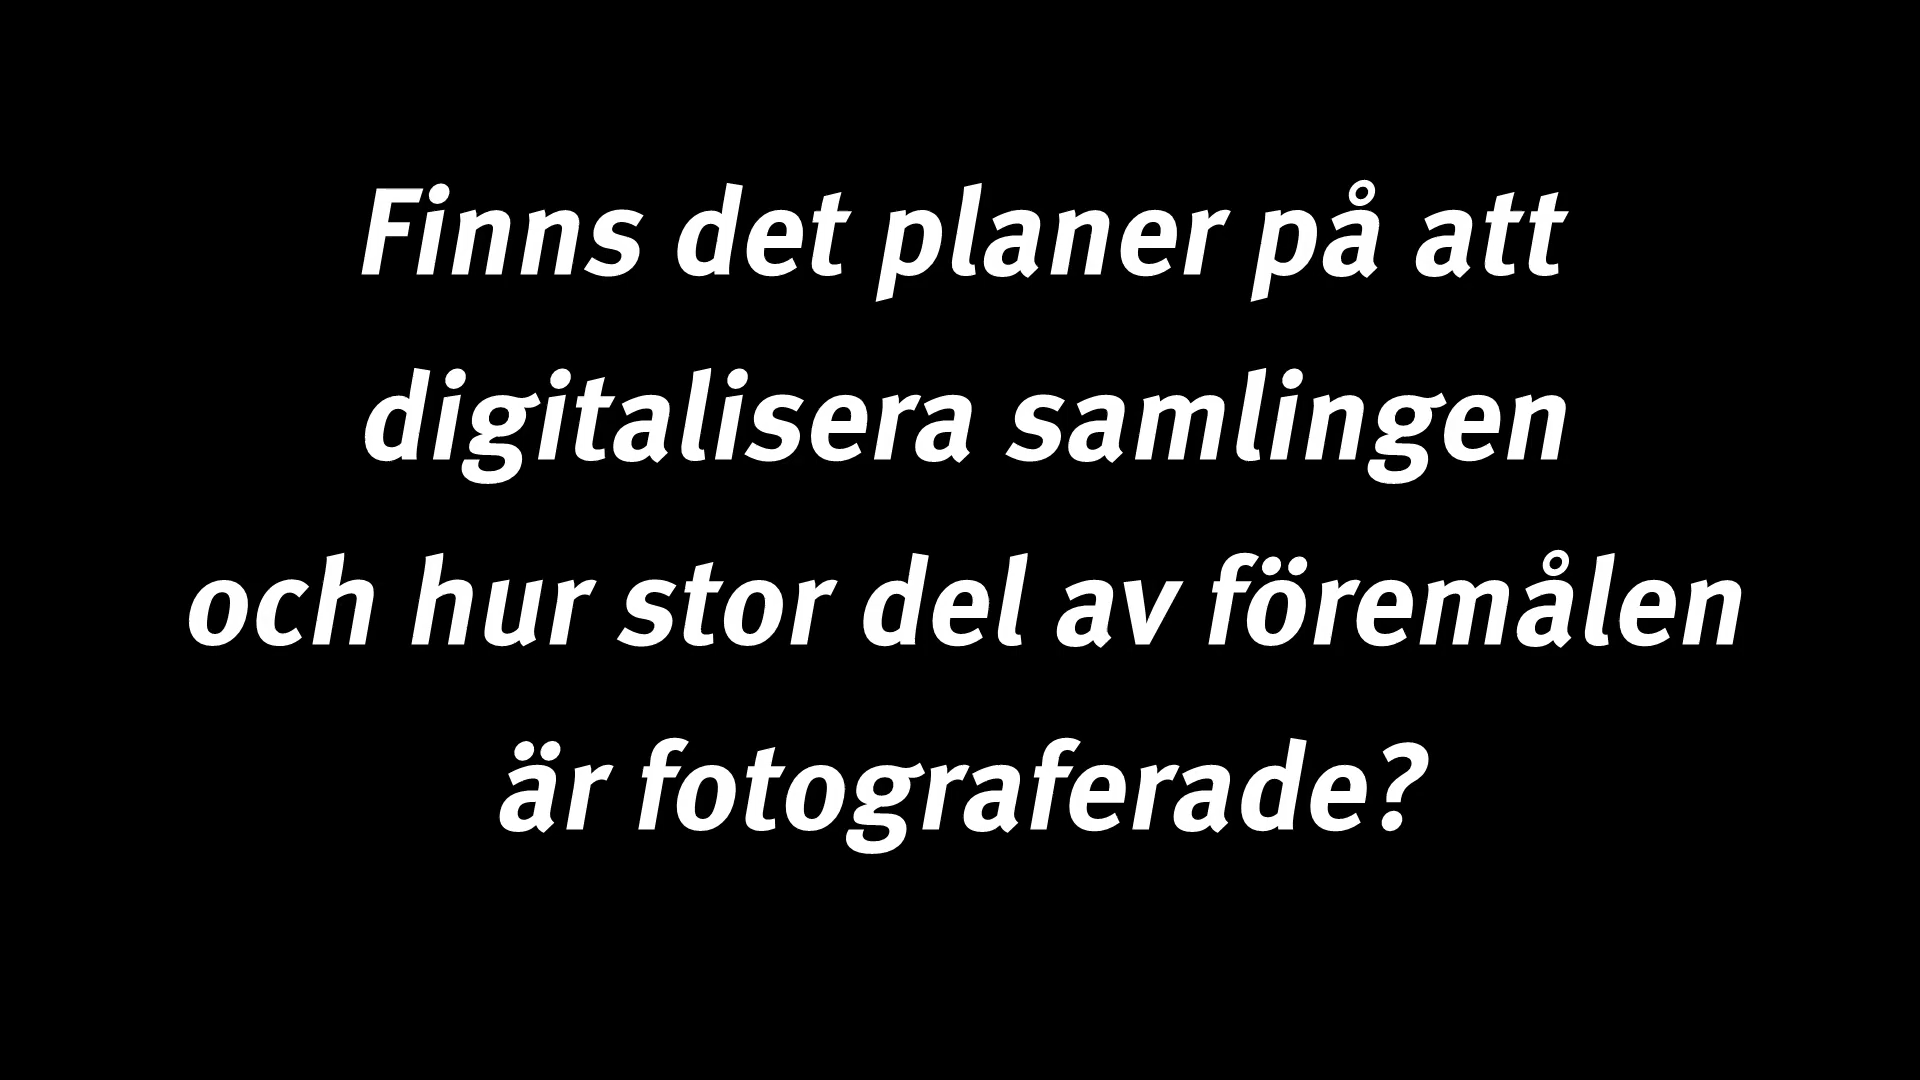 Finns det planer på att
digitalisera samlingen
och hur stor del av föremålen
är fotograferade?